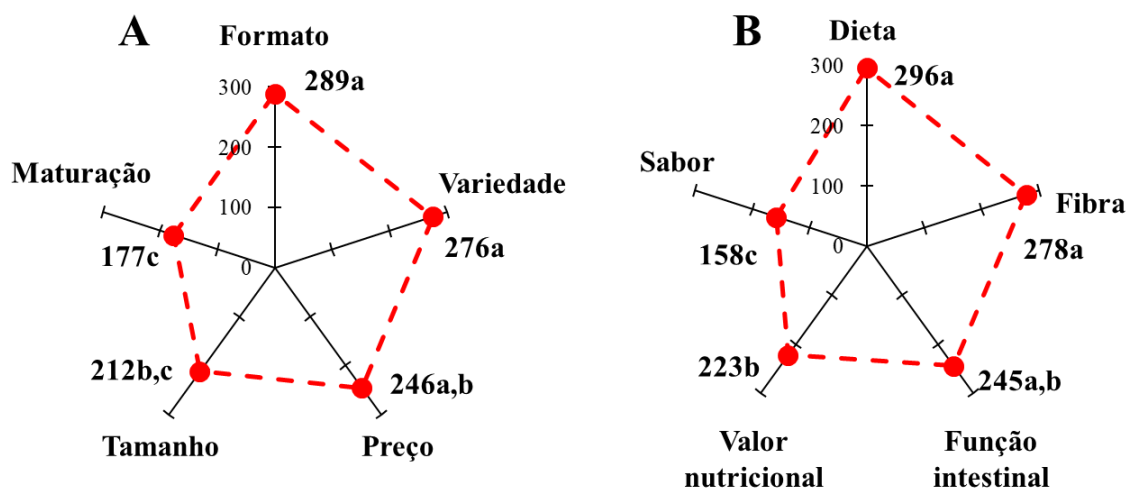 A
Formato
300
289a
200
Maturação
Variedade
100
177c
276a
0
212b,c
246a,b
Tamanho
Preço
B
Dieta
300
296a
200
Sabor
Fibra
100
158c
278a
0
223b
245a,b
Valor
nutricional
Função
intestinal